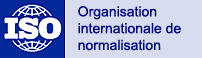 ISO
Organisation
internationale de
normalisation